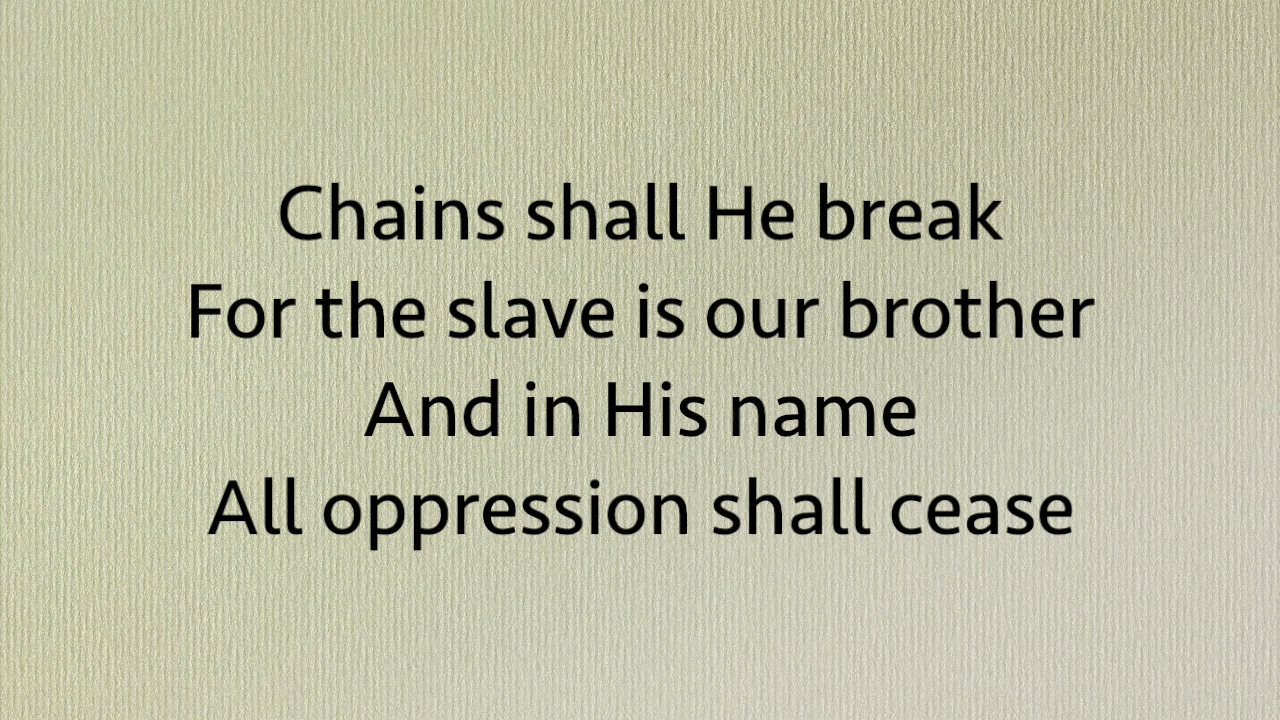 Chains shall He break
For the slave is our brother
And in His name
All oppression shall cease